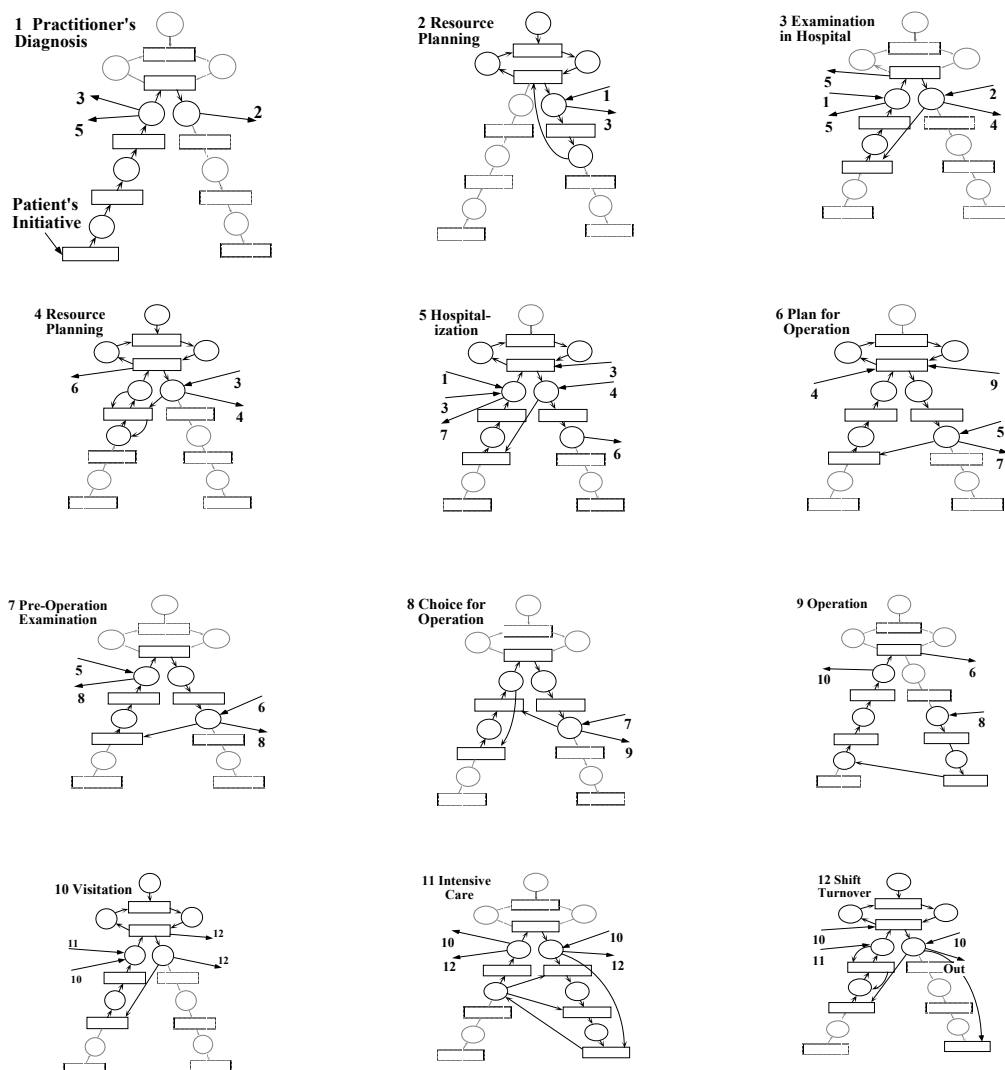 1 Practitioner's
Diagnosis
3
5
2
Patient's
Initiative
2 Resource
Planning
1
3
3 Examination
in Hospital
5
1
5
2
4
4 Resource
Planning
6
3
4
5 Hospital-
ization
1
3
7
3
4
6
6 Plan for
Operation
4
9
5
7
7 Pre-Operation
Examination
5
8
6
8
8 Choice for
Operation
7
9
9 Operation
10
6
8
10 Visitation
11
10
12
12
11 Intensive
Care
10
12
10
12
12 Shift
Turnover
10
11
10
Out